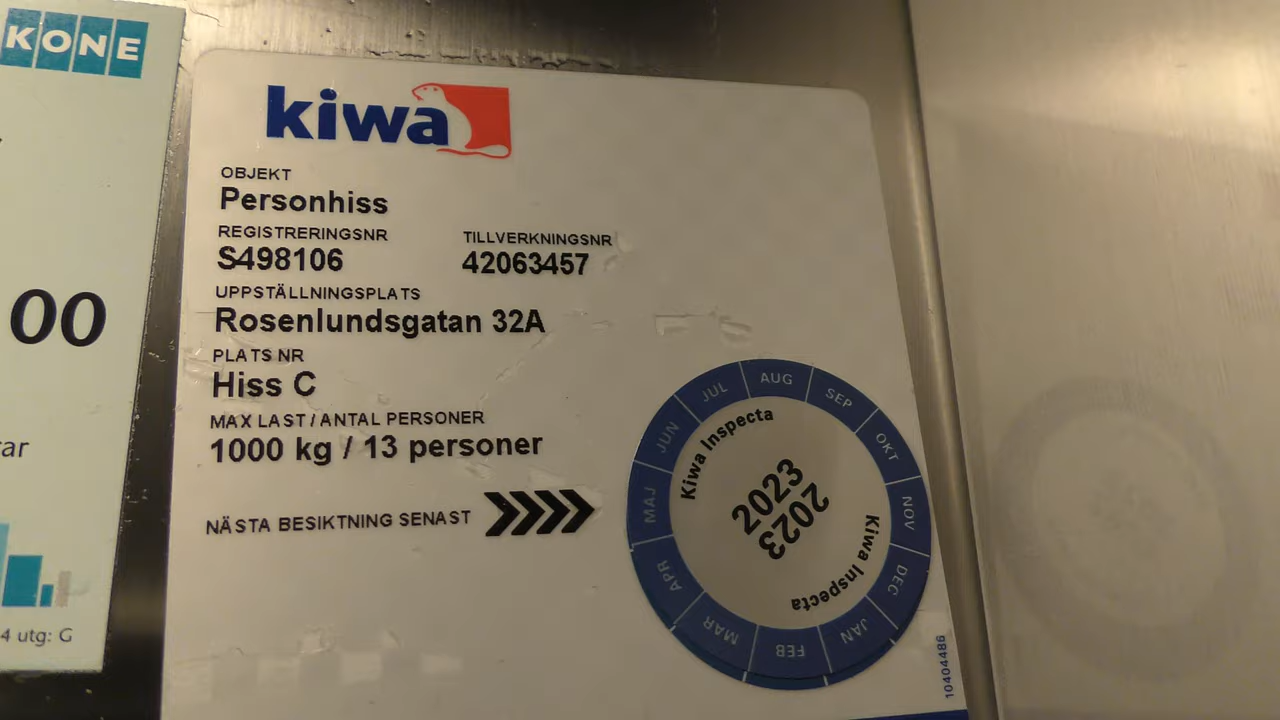 KONE
00
ar
4 utg: G
kiwa
OBJEKT
Personhiss
REGISTRERINGSNR TILLVERKNINGSNR
S498106 42063457
UPPSTÄLLNINGSPLATS
Rosenlundsgatan 32A
PLATS NR
Hiss C
MAX LAST / ANTAL PERSONER
1000 kg / 13 personer
NÄSTA BESIKTNING SENAST
JAN
FEB
MAR
APR
MAJ
JUN
JUL
AUG
SEP
OKT
NOV
DEC
Kiwa Inspecta
2023
2023
Kiwa Inspecta
10404486